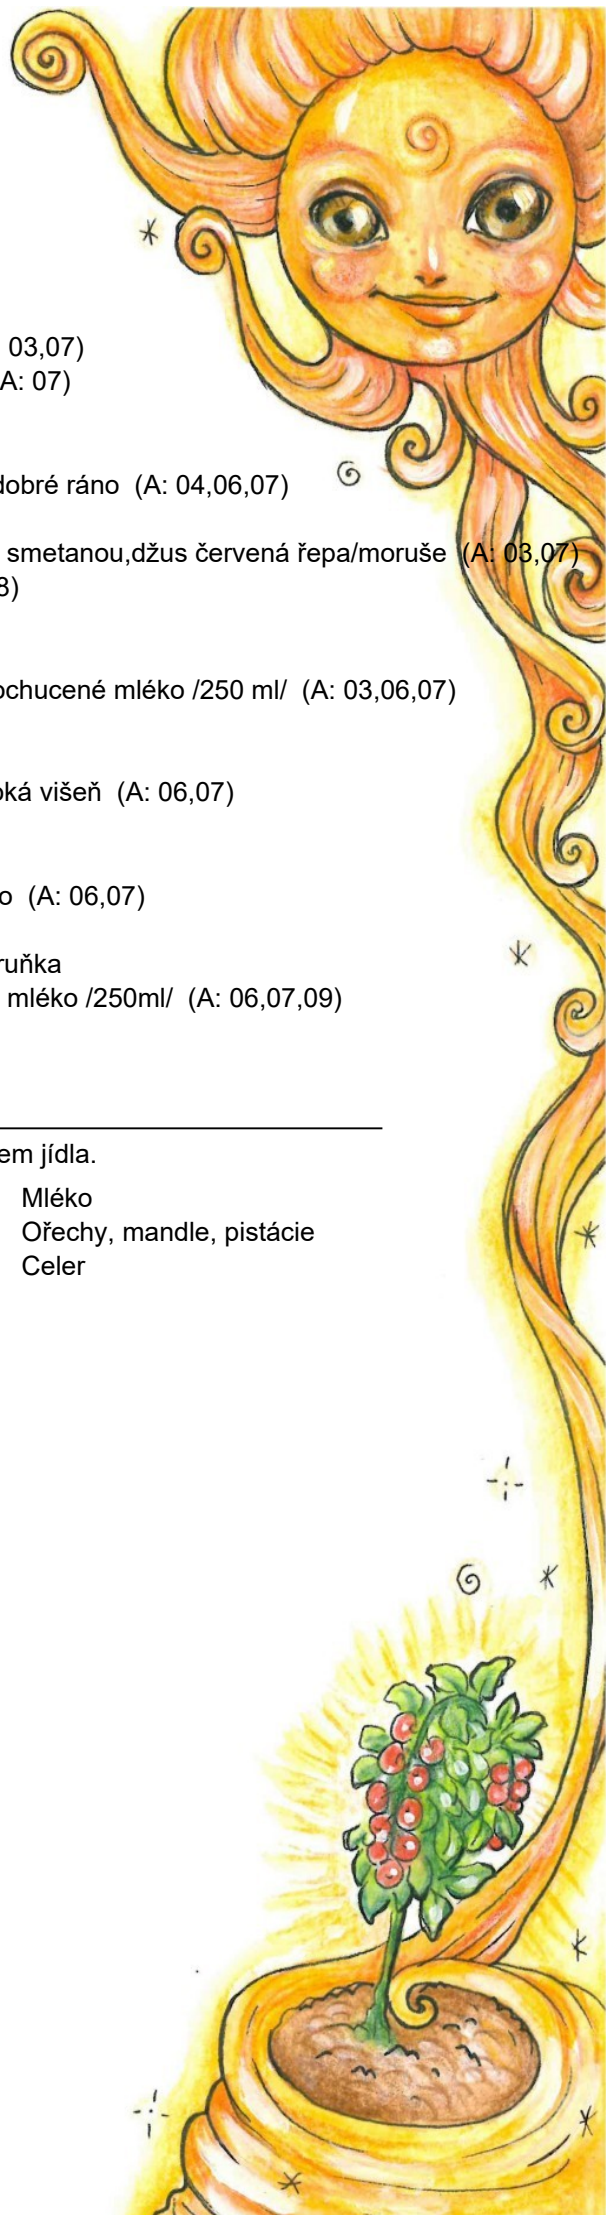 03,07)
A: 07)
dobré ráno (A: 04,06,07)
smetanou,džus červená řepa/moruše (A: 03,07)
8)
ochucené mléko /250 ml/ (A: 03,06,07)
oká višeň (A: 06,07)
o (A: 06,07)
ruňka
mléko /250ml/ (A: 06,07,09)
em jídla.
Mléko
Ořechy, mandle, pistácie
Celer